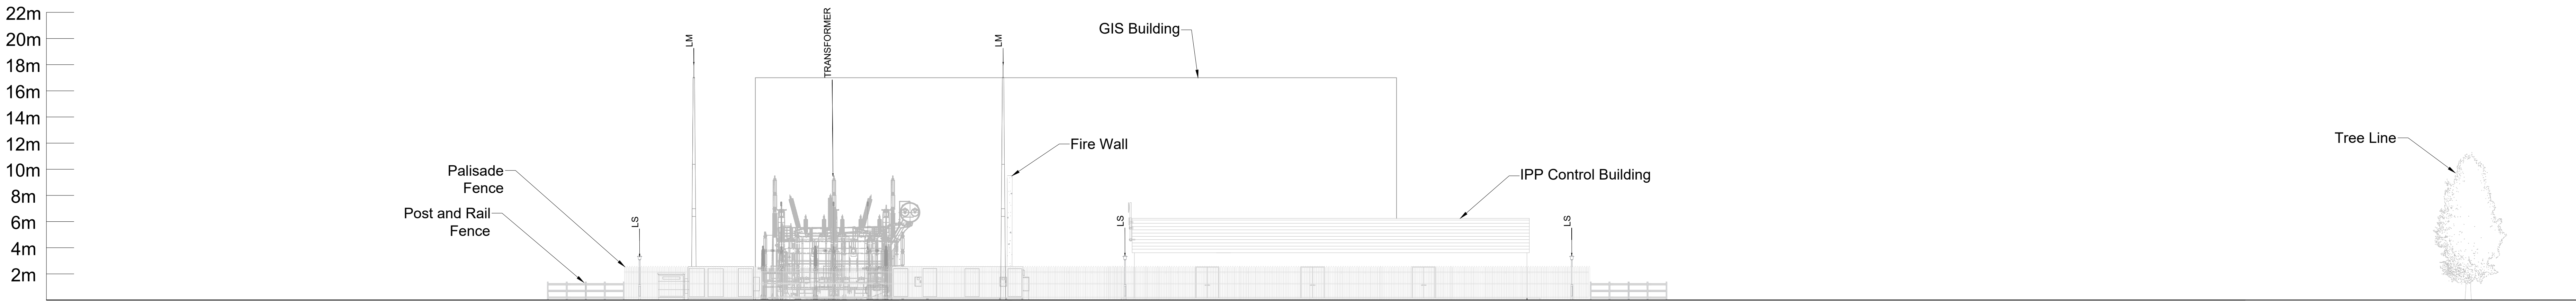 22m
20m
18m
16m
14m
12m
10m
8m
6m
4m
2m
Palisade
Fence
Post and Rail
Fence
LS
LM
TRANSFORMER
LM
Fire Wall
GIS Building
LS
IPP Control Building
LS
Tree Line